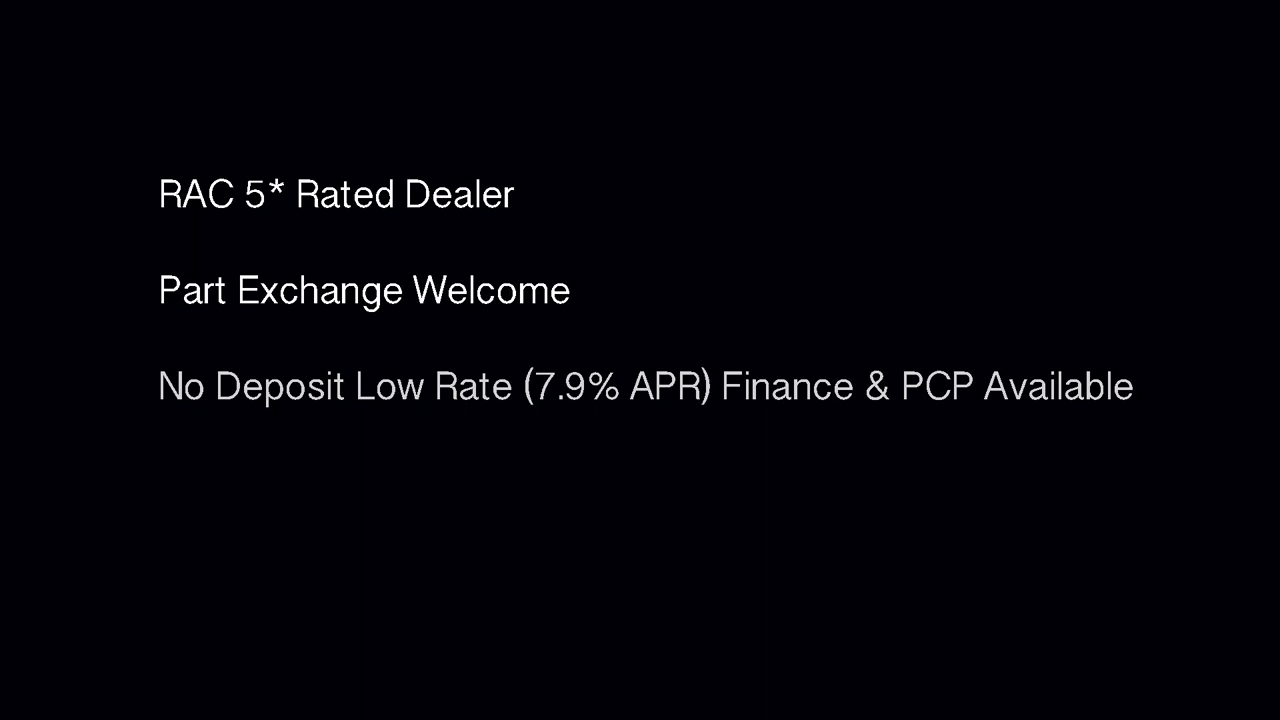 RAC 5* Rated Dealer
Part Exchange Welcome
No Deposit Low Rate (7.9% APR) Finance & PCP Available